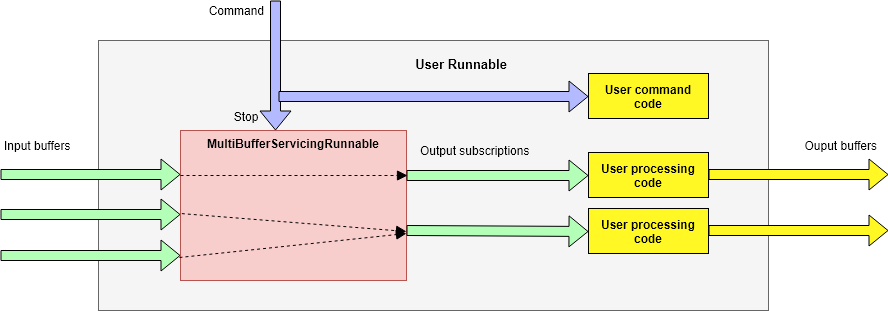 Command
User Runnable
User command
code
Stop
Input buffers
MultiBufferServicingRunnable
Output subscriptions
Ouput buffers
User processing
code
User processing
code